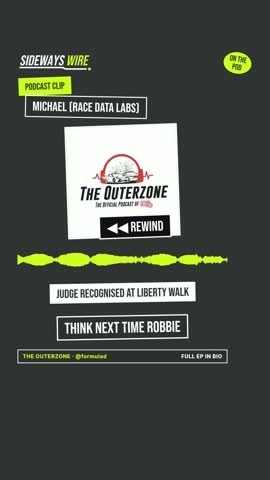 SIDEWAYS WIRE.
ON THE
POD
PODCAST CLIP
MICHAEL (RACE DATA LABS)
THE OUTERZONE
THE OFFICIAL PODCAST OF
REWIND
JUDGE RECOGNISED AT LIBERTY WALK
THINK NEXT TIME ROBBIE
THE OUTERZONE · @formulad
FULL EP IN BIO